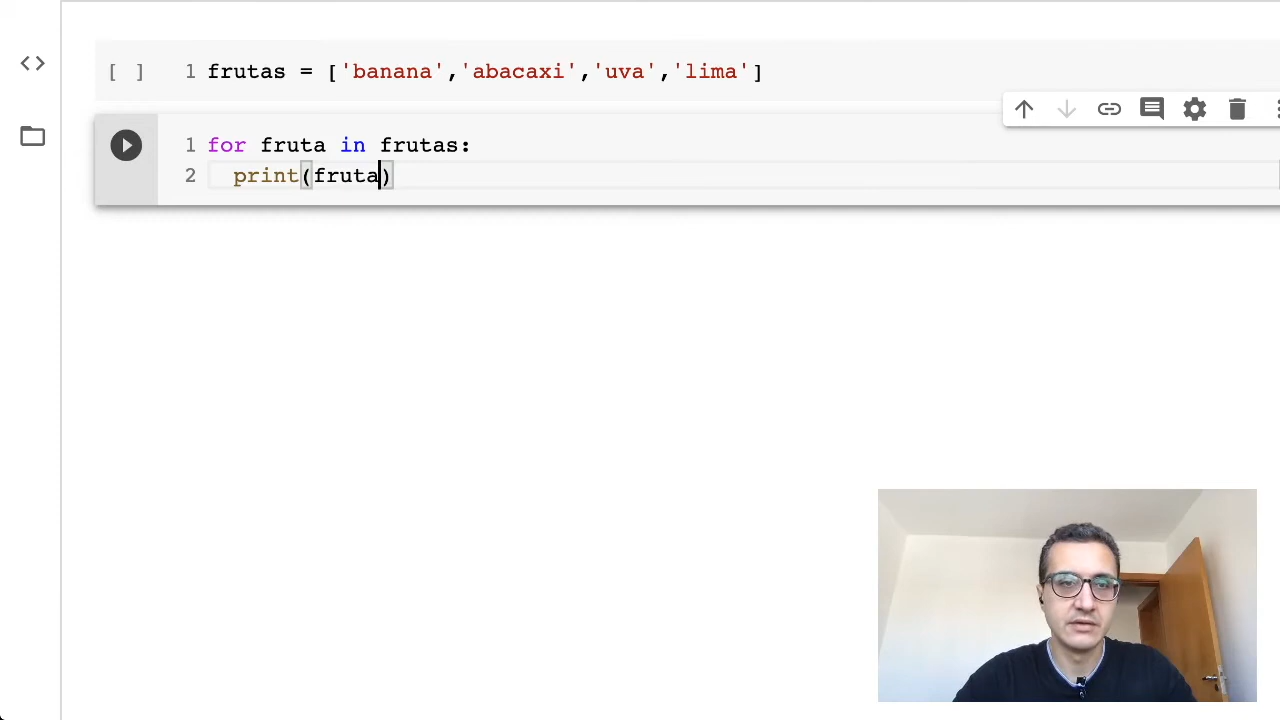 [ ] 1 frutas = ['banana','abacaxi','uva','lima']
1 for fruta in frutas:
2 print(fruta)